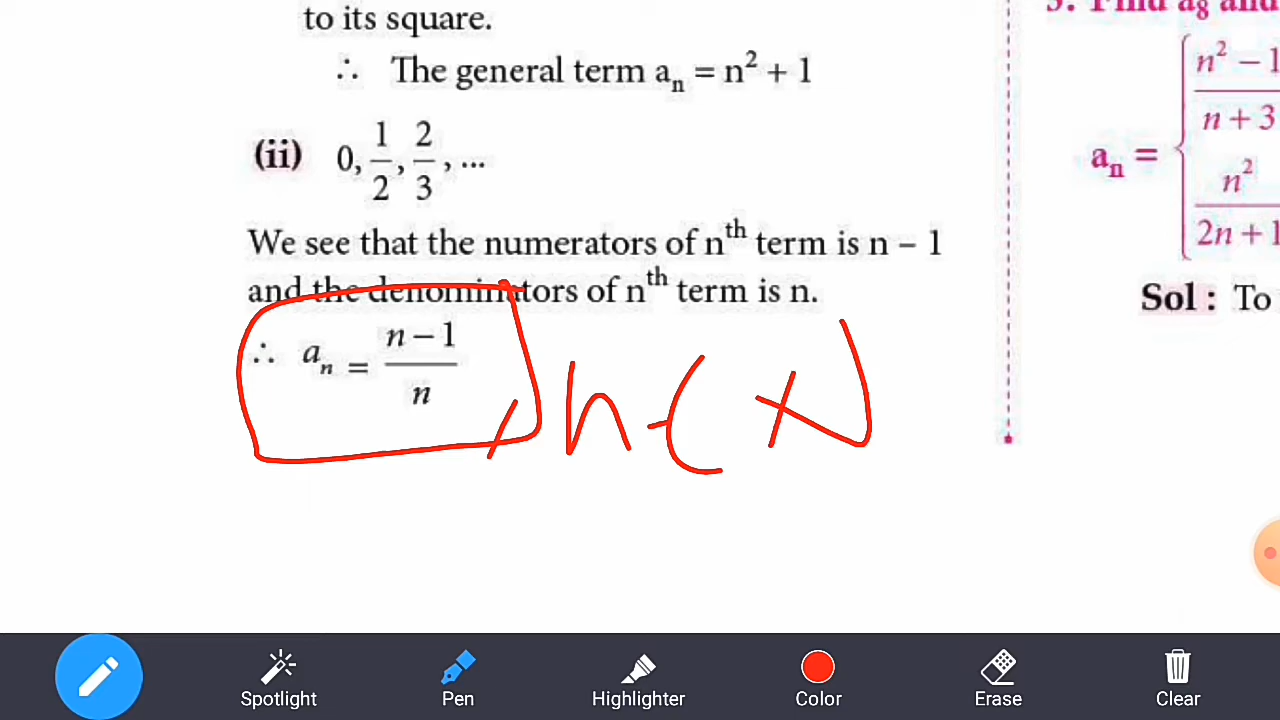 to its square.
∴ The general term aₙ = n² + 1
(ii) 0, 1/2, 2/3, ...
We see that the numerators of nᵗʰ term is n – 1
and the denominators of nᵗʰ term is n.
∴ aₙ = (n – 1)/n
, n
3. Find a₈ and
aₙ = { (n² – 1)/(n + 3)
n²/(2n + 1
Sol : To
Spotlight Pen Highlighter Color Erase Clear